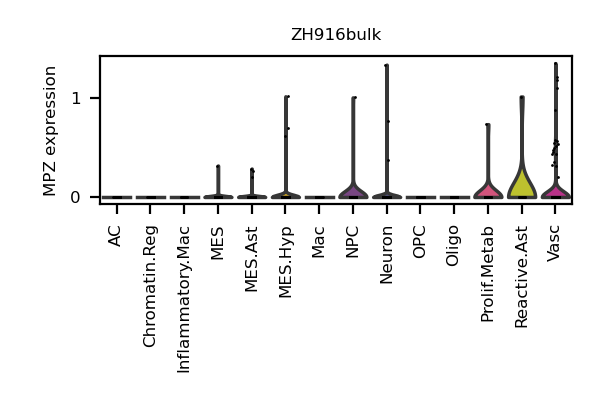 ZH916bulk
MPZ expression
1
0
AC
Chromatin.Reg
Inflammatory.Mac
MES
MES.Ast
MES.Hyp
Mac
NPC
Neuron
OPC
Oligo
Prolif.Metab
Reactive.Ast
Vasc